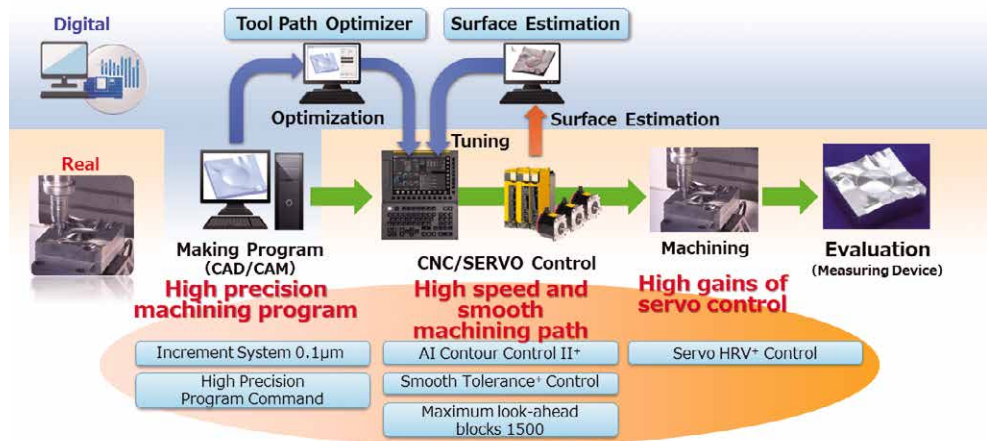 Digital
Tool Path Optimizer
Surface Estimation
Optimization
Surface Estimation
Tuning
Real
Making Program
(CAD/CAM)
CNC/SERVO Control
Machining
Evaluation
(Measuring Device)
High precision
machining program
High speed and
smooth
machining path
High gains of
servo control
Increment System 0.1μm
High Precision
Program Command
AI Contour Control II+
Smooth Tolerance+ Control
Maximum look-ahead
blocks 1500
Servo HRV+ Control